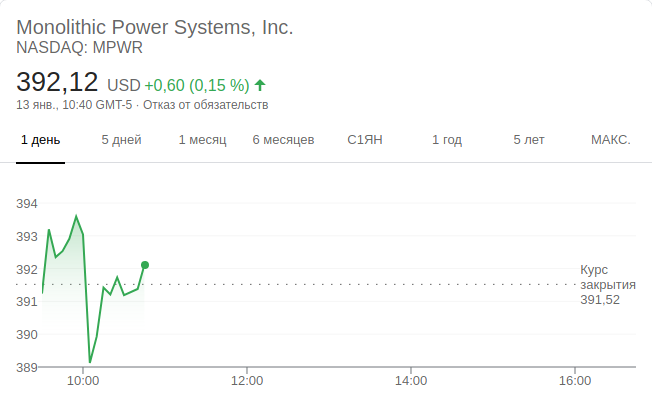 Monolithic Power Systems, Inc.
NASDAQ: MPWR
392,12 USD +0,60 (0,15 %)
13 янв., 10:40 GMT-5 · Отказ от обязательств
1 день 5 дней 1 месяц 6 месяцев С1ЯН 1 год 5 лет МАКС.
394
393
392
391
390
389
Курс
закрытия
391,52
10:00 12:00 14:00 16:00